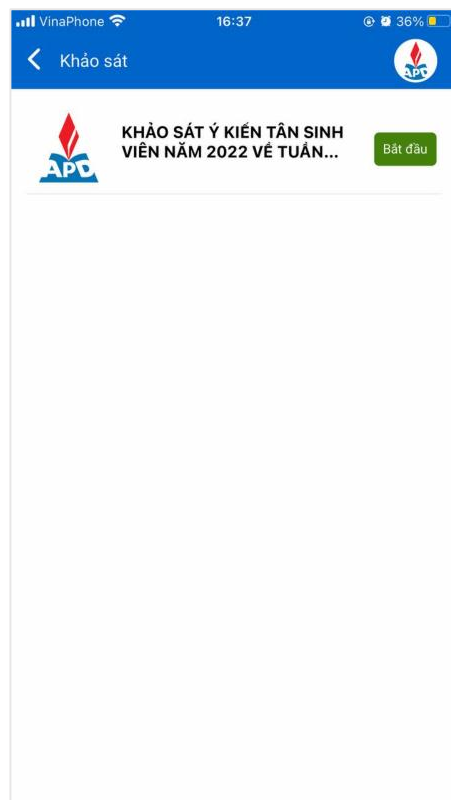 VinaPhone 16:37 36%
Khảo sát APD
KHẢO SÁT Ý KIẾN TÂN SINH
VIÊN NĂM 2022 VỀ TUẦN...
APD
Bắt đầu